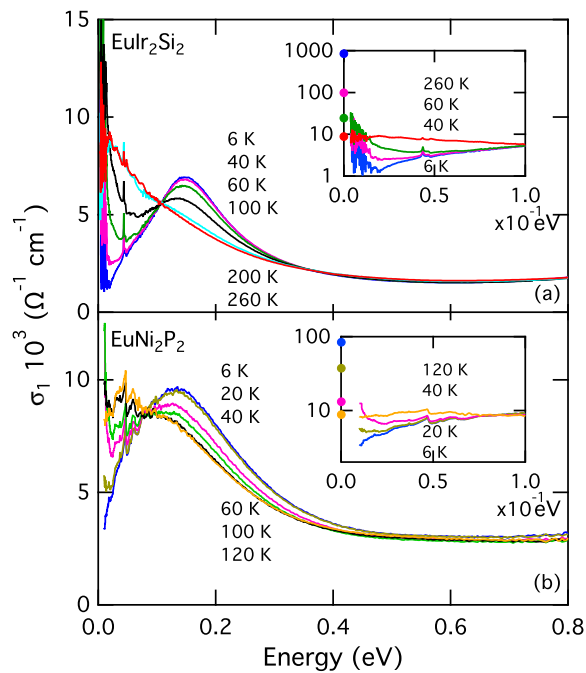 15
EuIr₂Si₂
1000
260 K
100
60 K
10
6 K
40 K
10
40 K
60 K
6 K
1
100 K
0.0
0.5
1.0
x10⁻¹eV
5
200 K
260 K
(a)
0
σ₁ 10³ (Ω⁻¹ cm⁻¹)
EuNi₂P₂
100
6 K
120 K
10
20 K
40 K
40 K
10
20 K
6 K
0.0
0.5
1.0
x10⁻¹eV
5
60 K
100 K
120 K
(b)
0
0.0
0.2
0.4
0.6
0.8
Energy (eV)